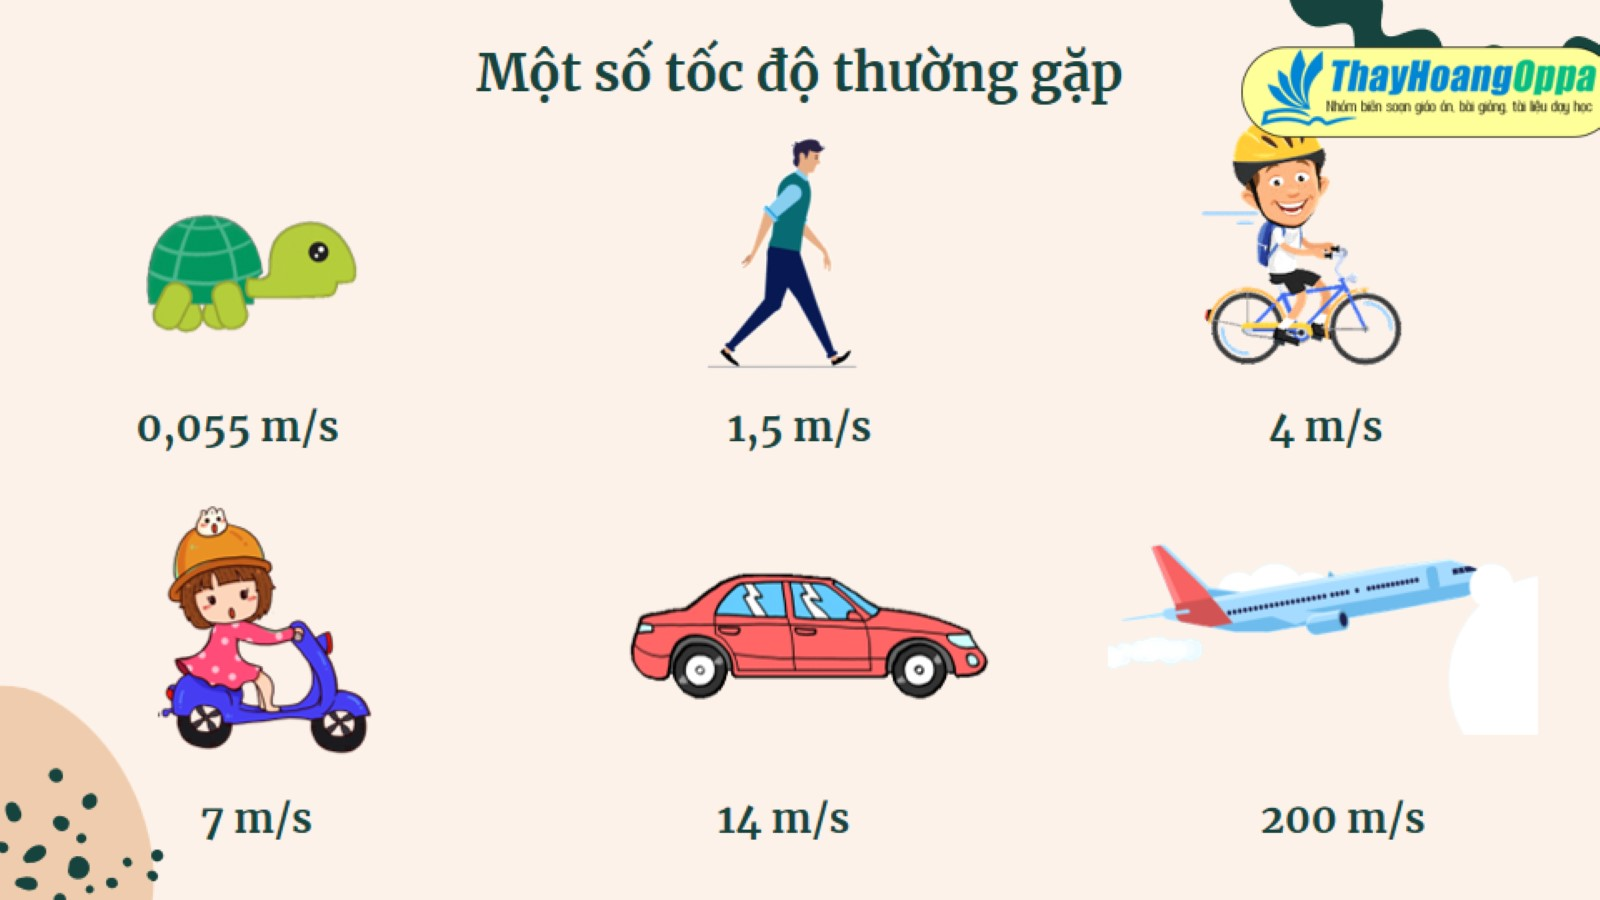 Một số tốc độ thường gặp
ThayHoangOppa
Nhóm biên soạn giáo án, bài giảng, tài liệu dạy học
0,055 m/s
1,5 m/s
4 m/s
7 m/s
14 m/s
200 m/s